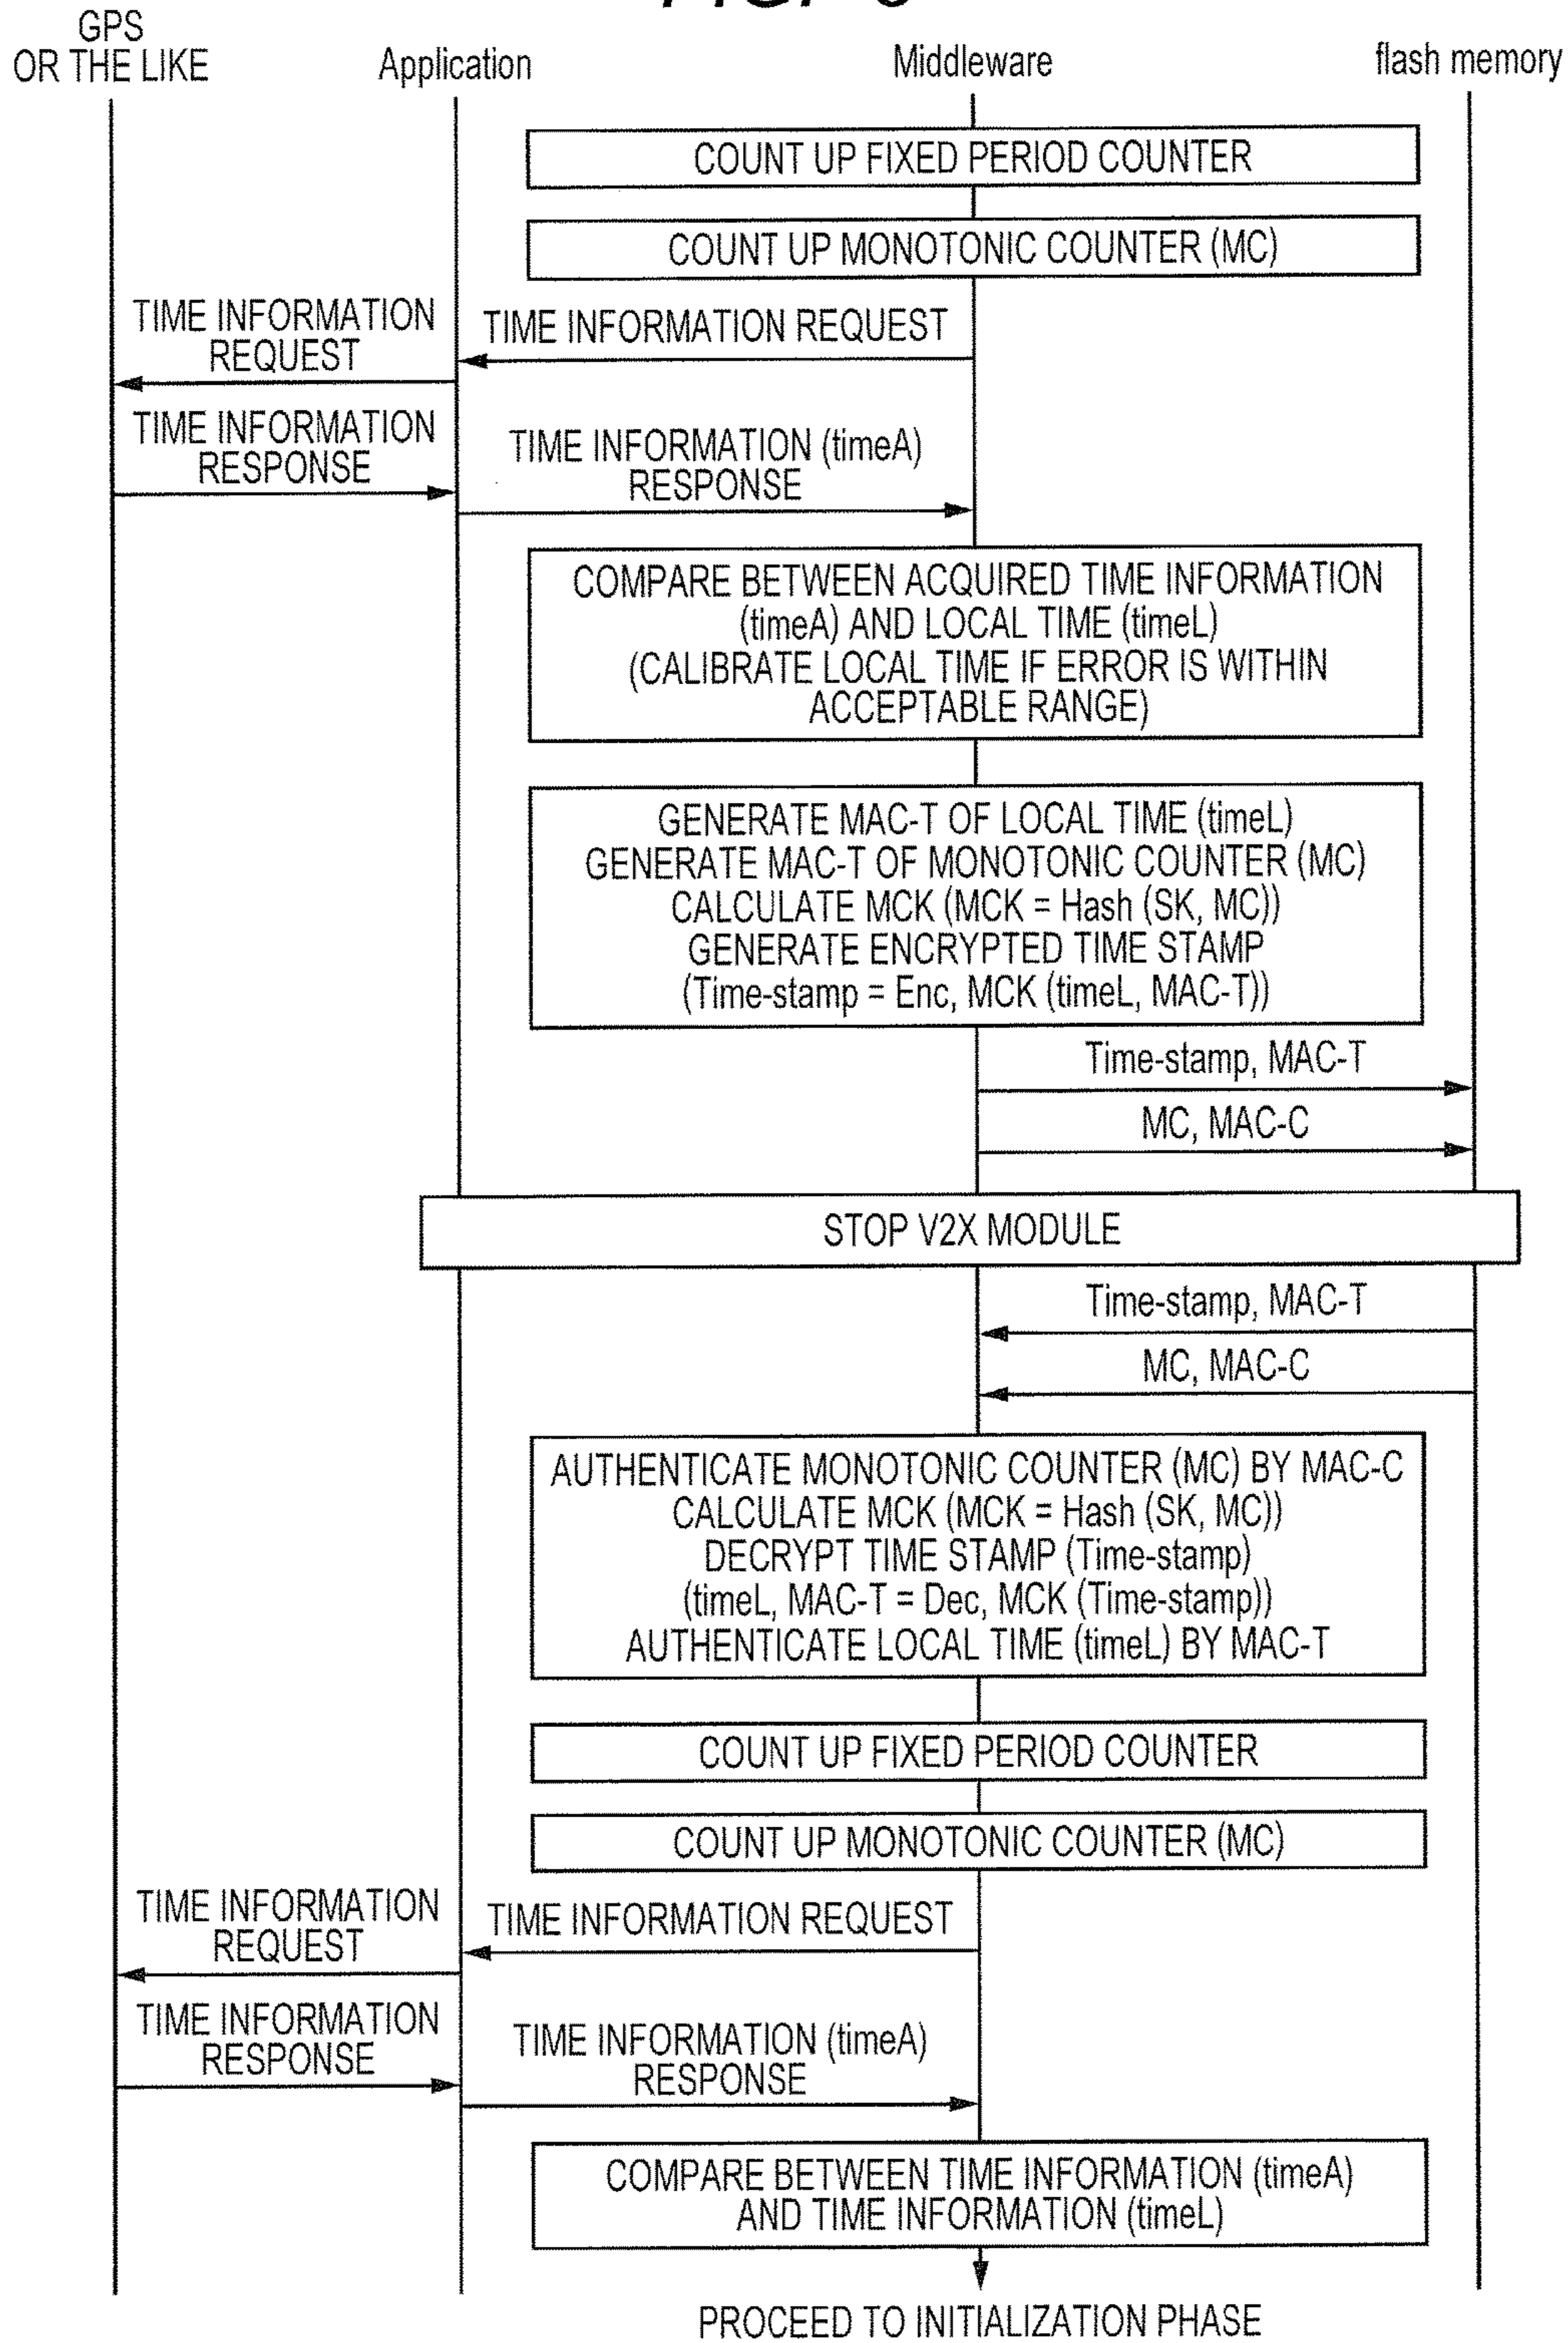 GPS
OR THE LIKE
Application
Middleware
flash memory
COUNT UP FIXED PERIOD COUNTER
COUNT UP MONOTONIC COUNTER (MC)
TIME INFORMATION
REQUEST
TIME INFORMATION REQUEST
TIME INFORMATION
RESPONSE
TIME INFORMATION (timeA)
RESPONSE
COMPARE BETWEEN ACQUIRED TIME INFORMATION
(timeA) AND LOCAL TIME (timeL)
(CALIBRATE LOCAL TIME IF ERROR IS WITHIN
ACCEPTABLE RANGE)
GENERATE MAC-T OF LOCAL TIME (timeL)
GENERATE MAC-T OF MONOTONIC COUNTER (MC)
CALCULATE MCK (MCK = Hash (SK, MC))
GENERATE ENCRYPTED TIME STAMP
(Time-stamp = Enc, MCK (timeL, MAC-T))
Time-stamp, MAC-T
MC, MAC-C
STOP V2X MODULE
Time-stamp, MAC-T
MC, MAC-C
AUTHENTICATE MONOTONIC COUNTER (MC) BY MAC-C
CALCULATE MCK (MCK = Hash (SK, MC))
DECRYPT TIME STAMP (Time-stamp)
(timeL, MAC-T = Dec, MCK (Time-stamp))
AUTHENTICATE LOCAL TIME (timeL) BY MAC-T
COUNT UP FIXED PERIOD COUNTER
COUNT UP MONOTONIC COUNTER (MC)
TIME INFORMATION
REQUEST
TIME INFORMATION REQUEST
TIME INFORMATION
RESPONSE
TIME INFORMATION (timeA)
RESPONSE
COMPARE BETWEEN TIME INFORMATION (timeA)
AND TIME INFORMATION (timeL)
PROCEED TO INITIALIZATION PHASE